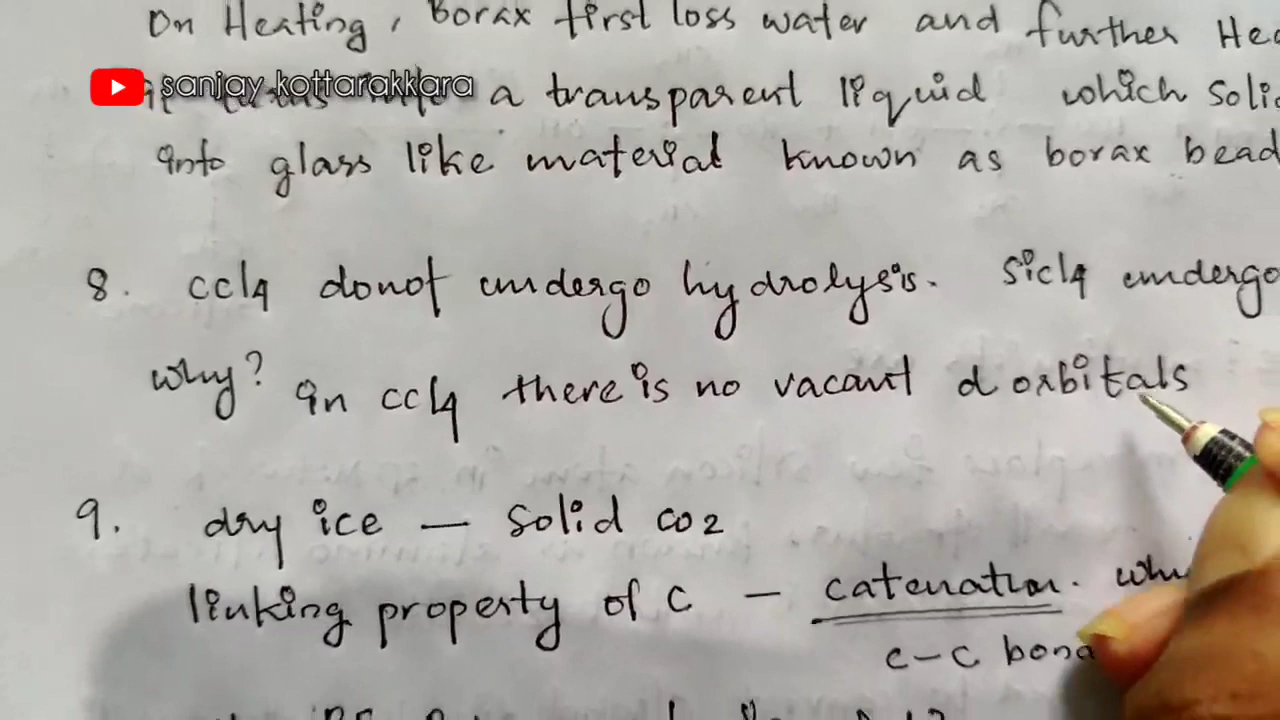 On Heating, Borax first loss water and further Hea
sanjay kottarakkara
a transparent liquid which soli
into glass like material known as borax bead
8. ccl4 donot undergo hydrolysis. Sicl4 undergo
why? in ccl4 there is no vacant d orbitals
9. dry ice — solid co2
linking property of c — catenation. wh
c-c bond